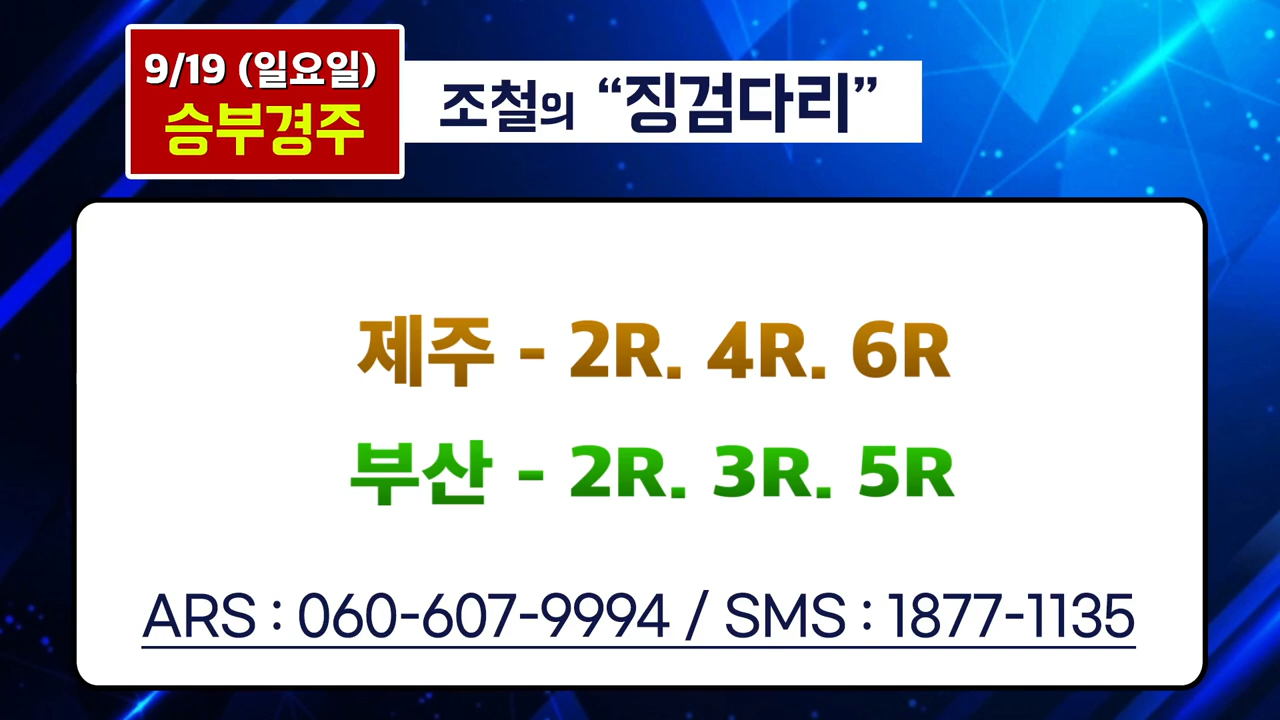 9/19 (일요일)
승부경주
조철의 “징검다리”
제주 - 2R. 4R. 6R
부산 - 2R. 3R. 5R
ARS : 060-607-9994 / SMS : 1877-1135